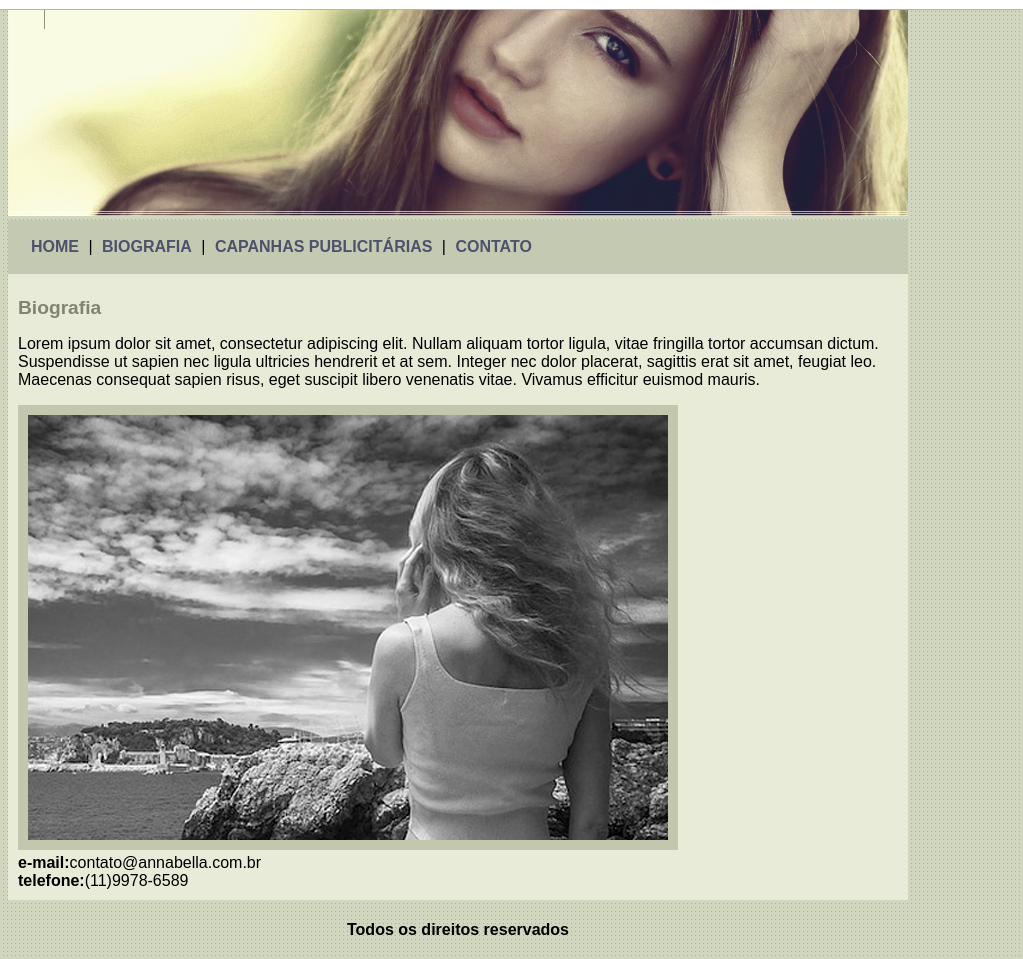 HOME | BIOGRAFIA | CAPANHAS PUBLICITÁRIAS | CONTATO
Biografia
Lorem ipsum dolor sit amet, consectetur adipiscing elit. Nullam aliquam tortor ligula, vitae fringilla tortor accumsan dictum.
Suspendisse ut sapien nec ligula ultricies hendrerit et at sem. Integer nec dolor placerat, sagittis erat sit amet, feugiat leo.
Maecenas consequat sapien risus, eget suscipit libero venenatis vitae. Vivamus efficitur euismod mauris.
e-mail:contato@annabella.com.br
telefone:(11)9978-6589
Todos os direitos reservados